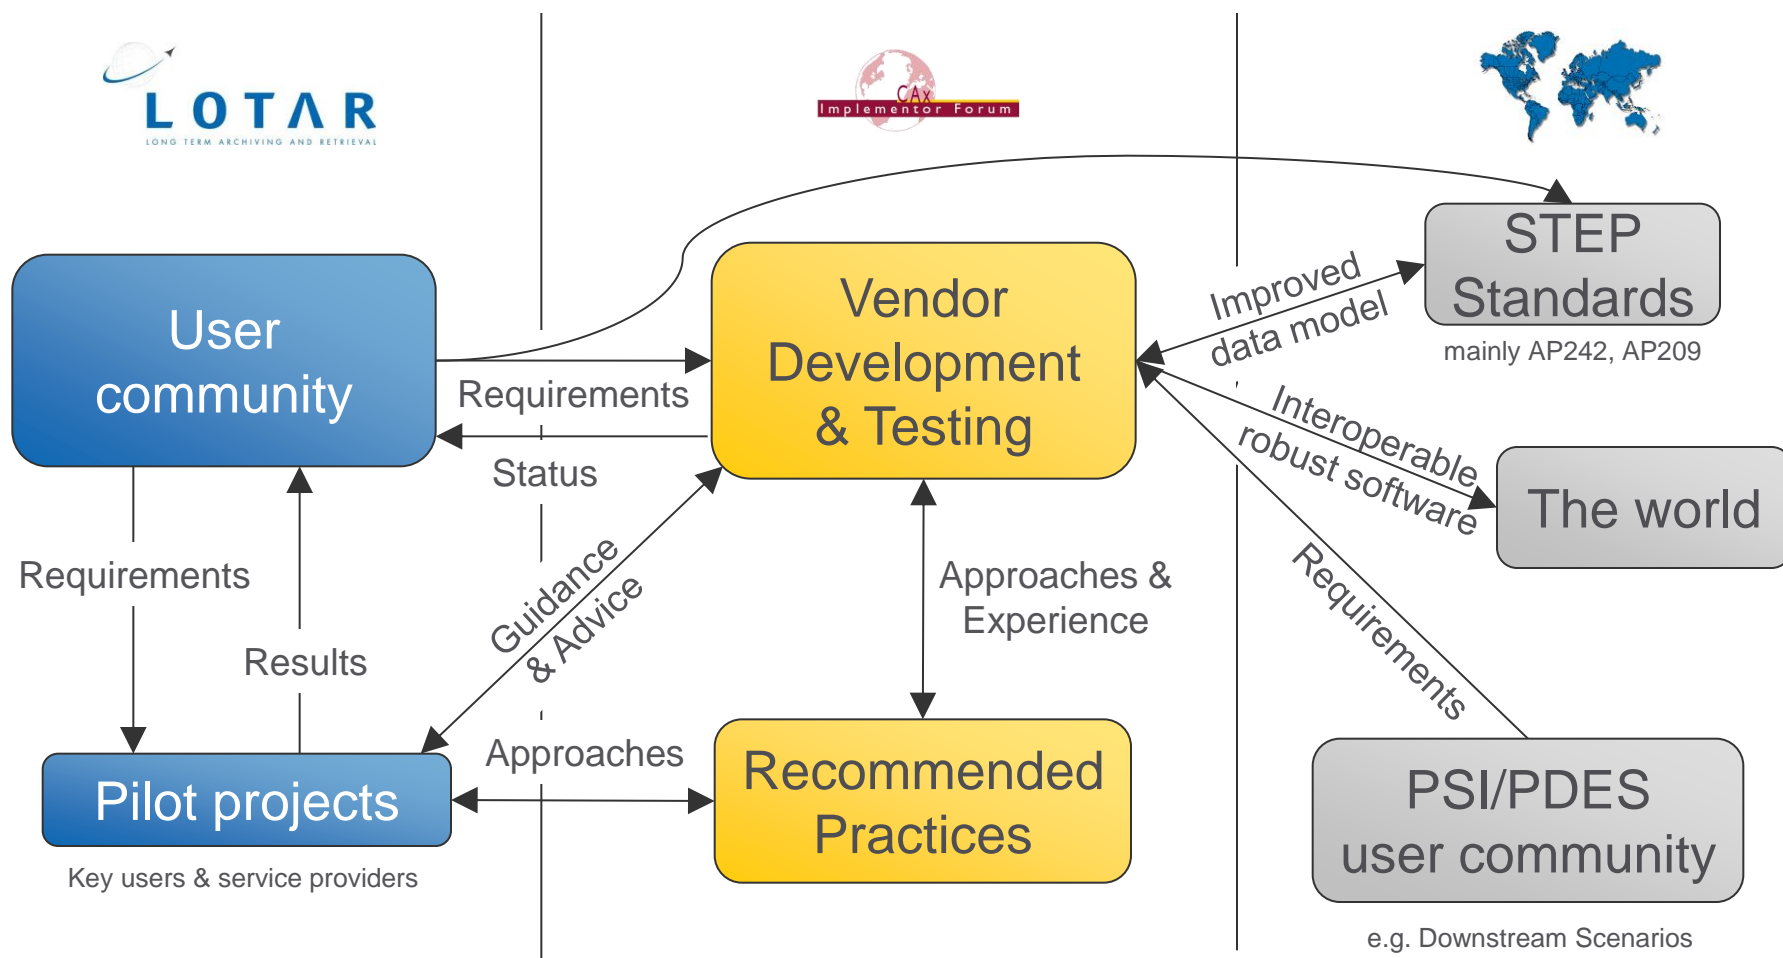 LOTAR
LONG TERM ARCHIVING AND RETRIEVAL
CAx
Implementor Forum
User
community
Requirements
Status
Requirements
Results
Pilot projects
Key users & service providers
Guidance
& Advice
Approaches
Vendor
Development
& Testing
Approaches &
Experience
Recommended
Practices
Improved
data model
Interoperable
robust software
Requirements
STEP
Standards
mainly AP242, AP209
The world
PSI/PDES
user community
e.g. Downstream Scenarios